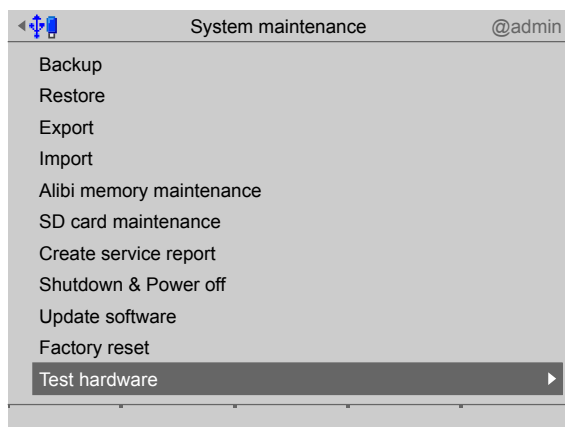 System maintenance @admin
Backup
Restore
Export
Import
Alibi memory maintenance
SD card maintenance
Create service report
Shutdown & Power off
Update software
Factory reset
Test hardware